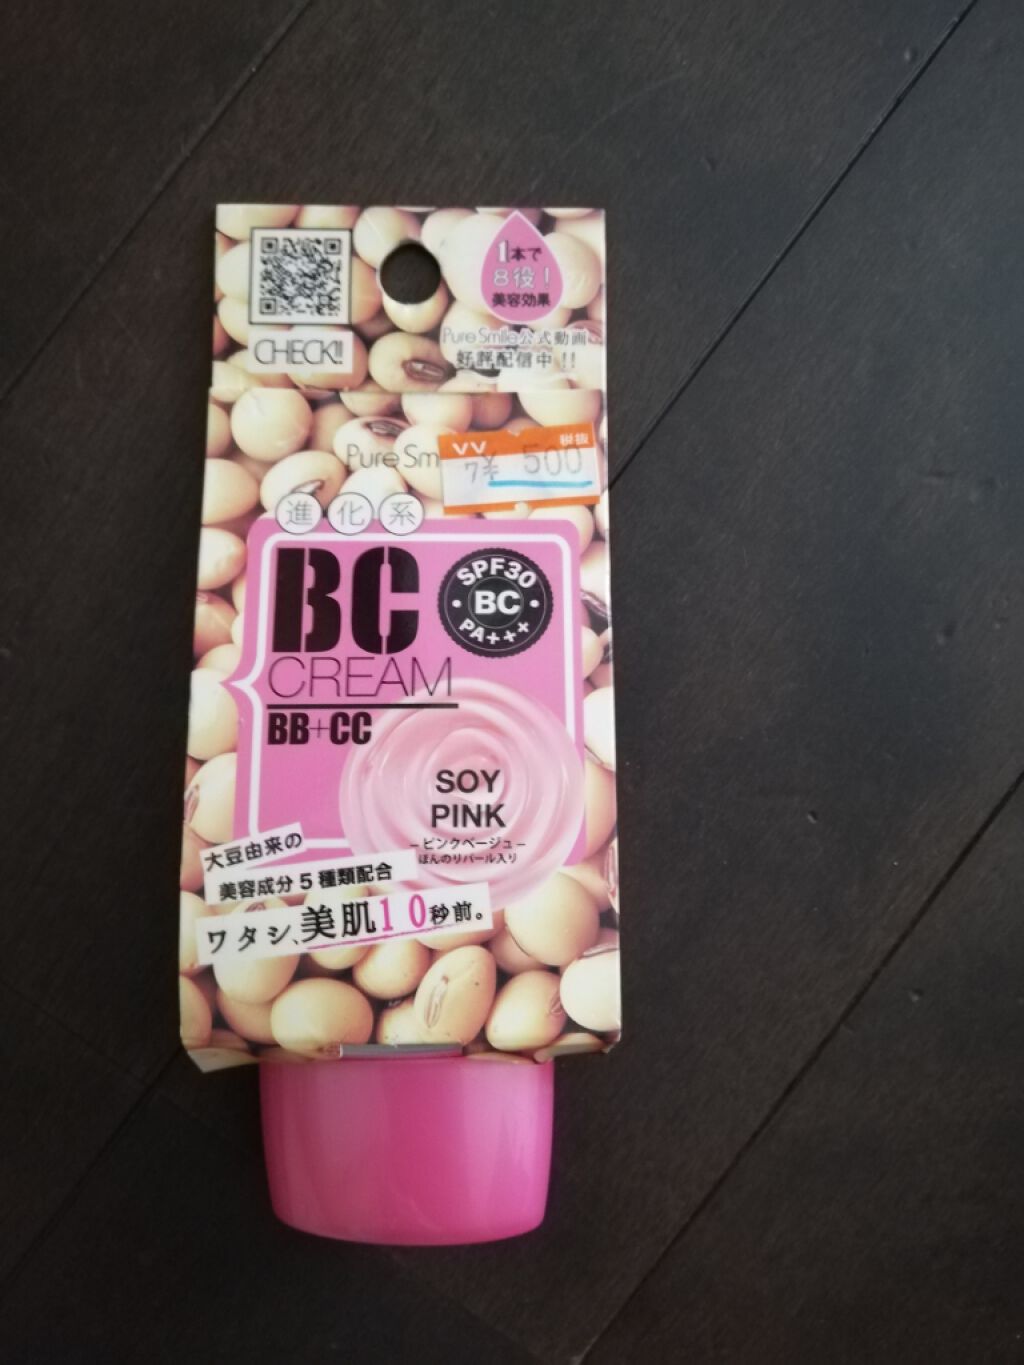 1本で
8役!
美容効果
CHECK!!
Pure Smile公式動画
好評配信中!!
Pure Sm
VV 税抜
7 ¥ 500
進化系
BC
CREAM
BB+CC
SPF30
BC
PA+++
SOY
PINK
−ピンクベージュ−
ほんのりパール入り
大豆由来の
美容成分5種類配合
ワタシ、美肌10秒前。